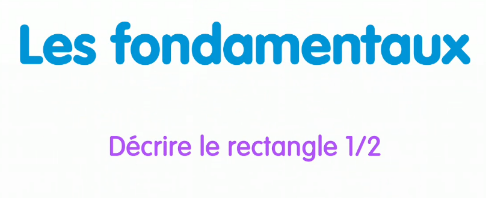 Les fondamentaux
Décrire le rectangle 1/2